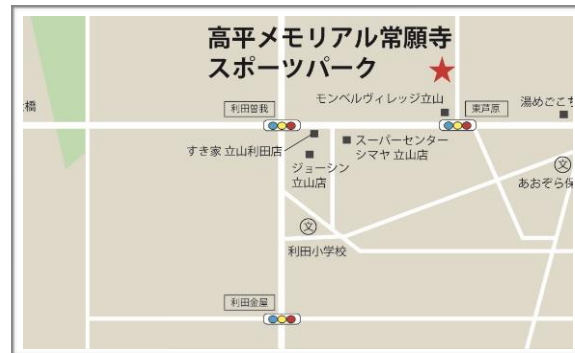 高平メモリアル常願寺
スポーツパーク
橋
利田曽我
モンベルヴィレッジ立山
東芦原
湯めごこち
すき家 立山利田店
スーパーセンター
シマヤ 立山店
ジョーシン
立山店
文
あおぞら保
文
利田小学校
利田金屋